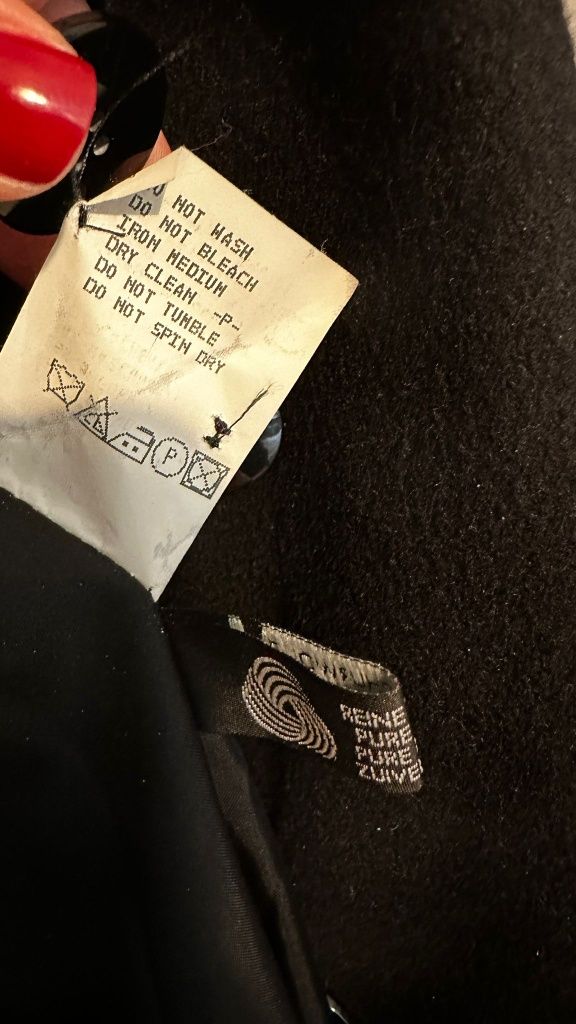 O NOT WASH
DO NOT BLEACH
IRON MEDIUM
DRY CLEAN -P-
DO NOT TUMBLE
DO NOT SPIN DRY
CL P
REINE
PURE
PURE
ZUIVE